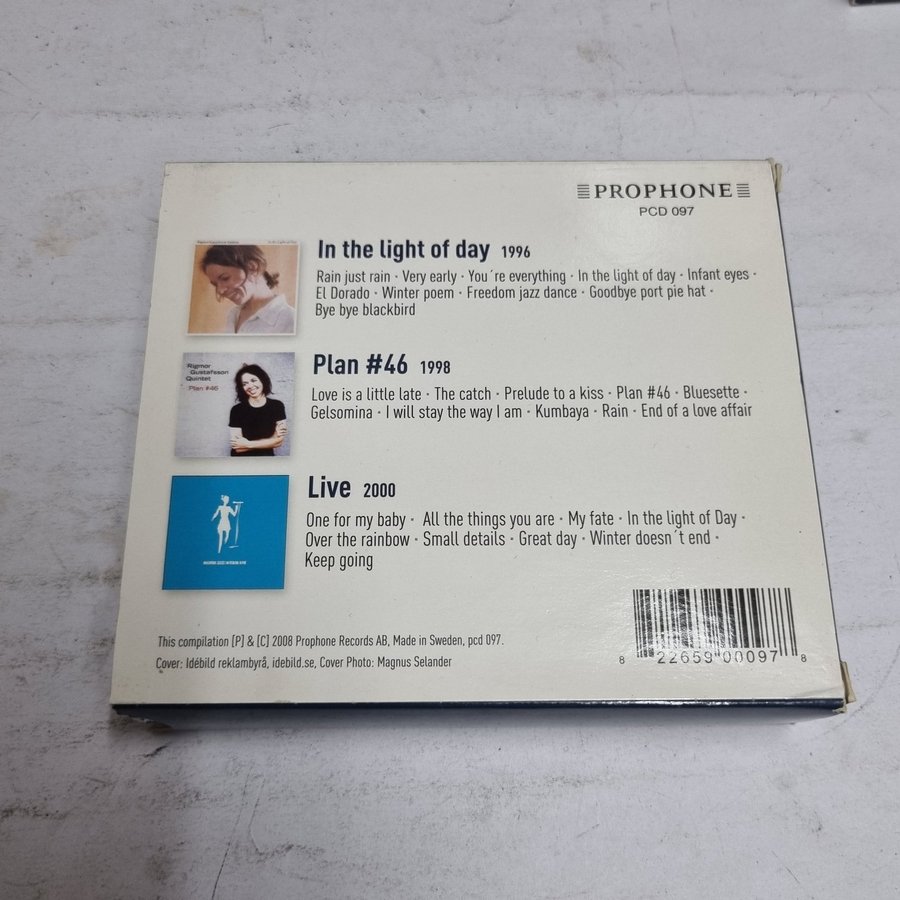 PROPHONE
PCD 097
In the light of day 1996
Rain just rain · Very early · You´re everything · In the light of day · Infant eyes ·
El Dorado · Winter poem · Freedom jazz dance · Goodbye port pie hat ·
Bye bye blackbird
Rigmor
Gustafsson
Quintet
Plan #46
Plan #46 1998
Love is a little late · The catch · Prelude to a kiss · Plan #46 · Bluesette ·
Gelsomina · I will stay the way I am · Kumbaya · Rain · End of a love affair
Live 2000
One for my baby · All the things you are · My fate · In the light of Day ·
Over the rainbow · Small details · Great day · Winter doesn´t end ·
Keep going
This compilation [P] & [C] 2008 Prophone Records AB, Made in Sweden, pcd 097.
Cover: Idébild reklambyrå, idebild.se, Cover Photo: Magnus Selander
8 22659 00097 8